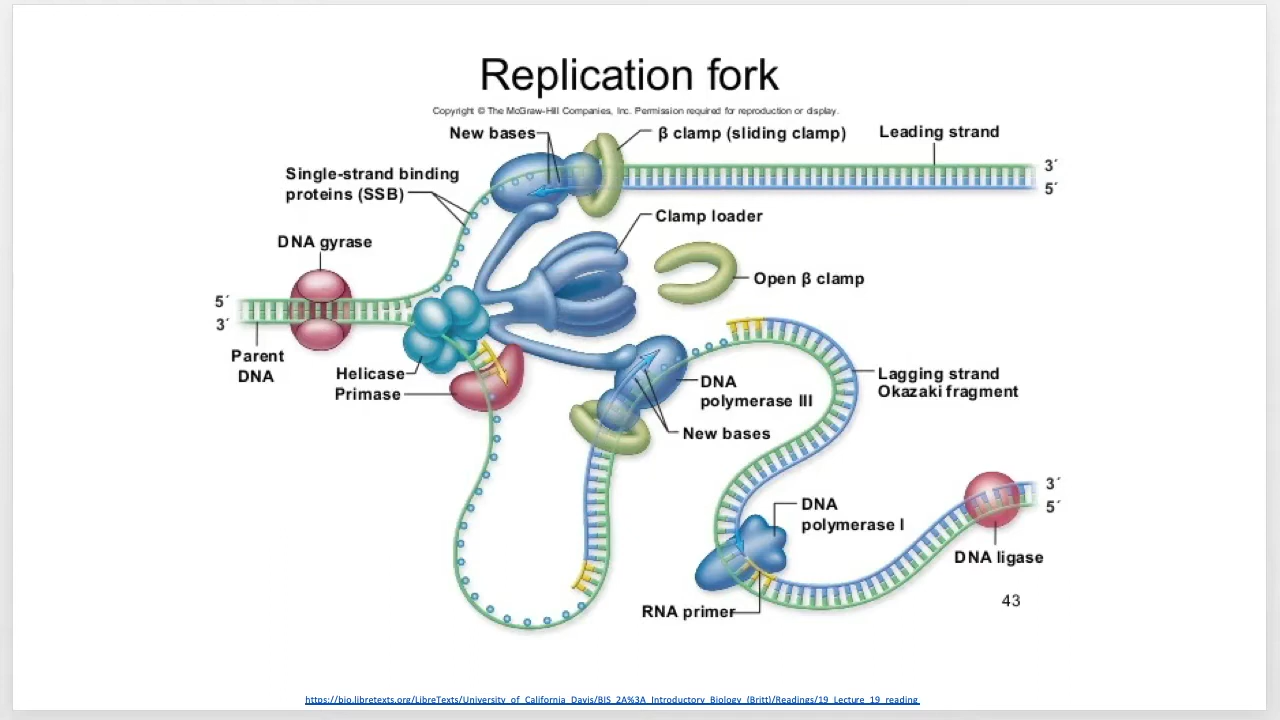 Replication fork
Copyright © The McGraw-Hill Companies, Inc. Permission required for reproduction or display.
New bases
β clamp (sliding clamp)
Leading strand
3´
5´
Single-strand binding
proteins (SSB)
Clamp loader
DNA gyrase
Open β clamp
5´
3´
Parent
DNA
Helicase
Primase
DNA
polymerase III
Lagging strand
Okazaki fragment
New bases
3´
5´
DNA
polymerase I
DNA ligase
RNA primer
43
https://bio.libretexts.org/LibreTexts/University_of_California_Davis/BIS_2A%3A_Introductory_Biology_(Britt)/Readings/19_Lecture_19_reading